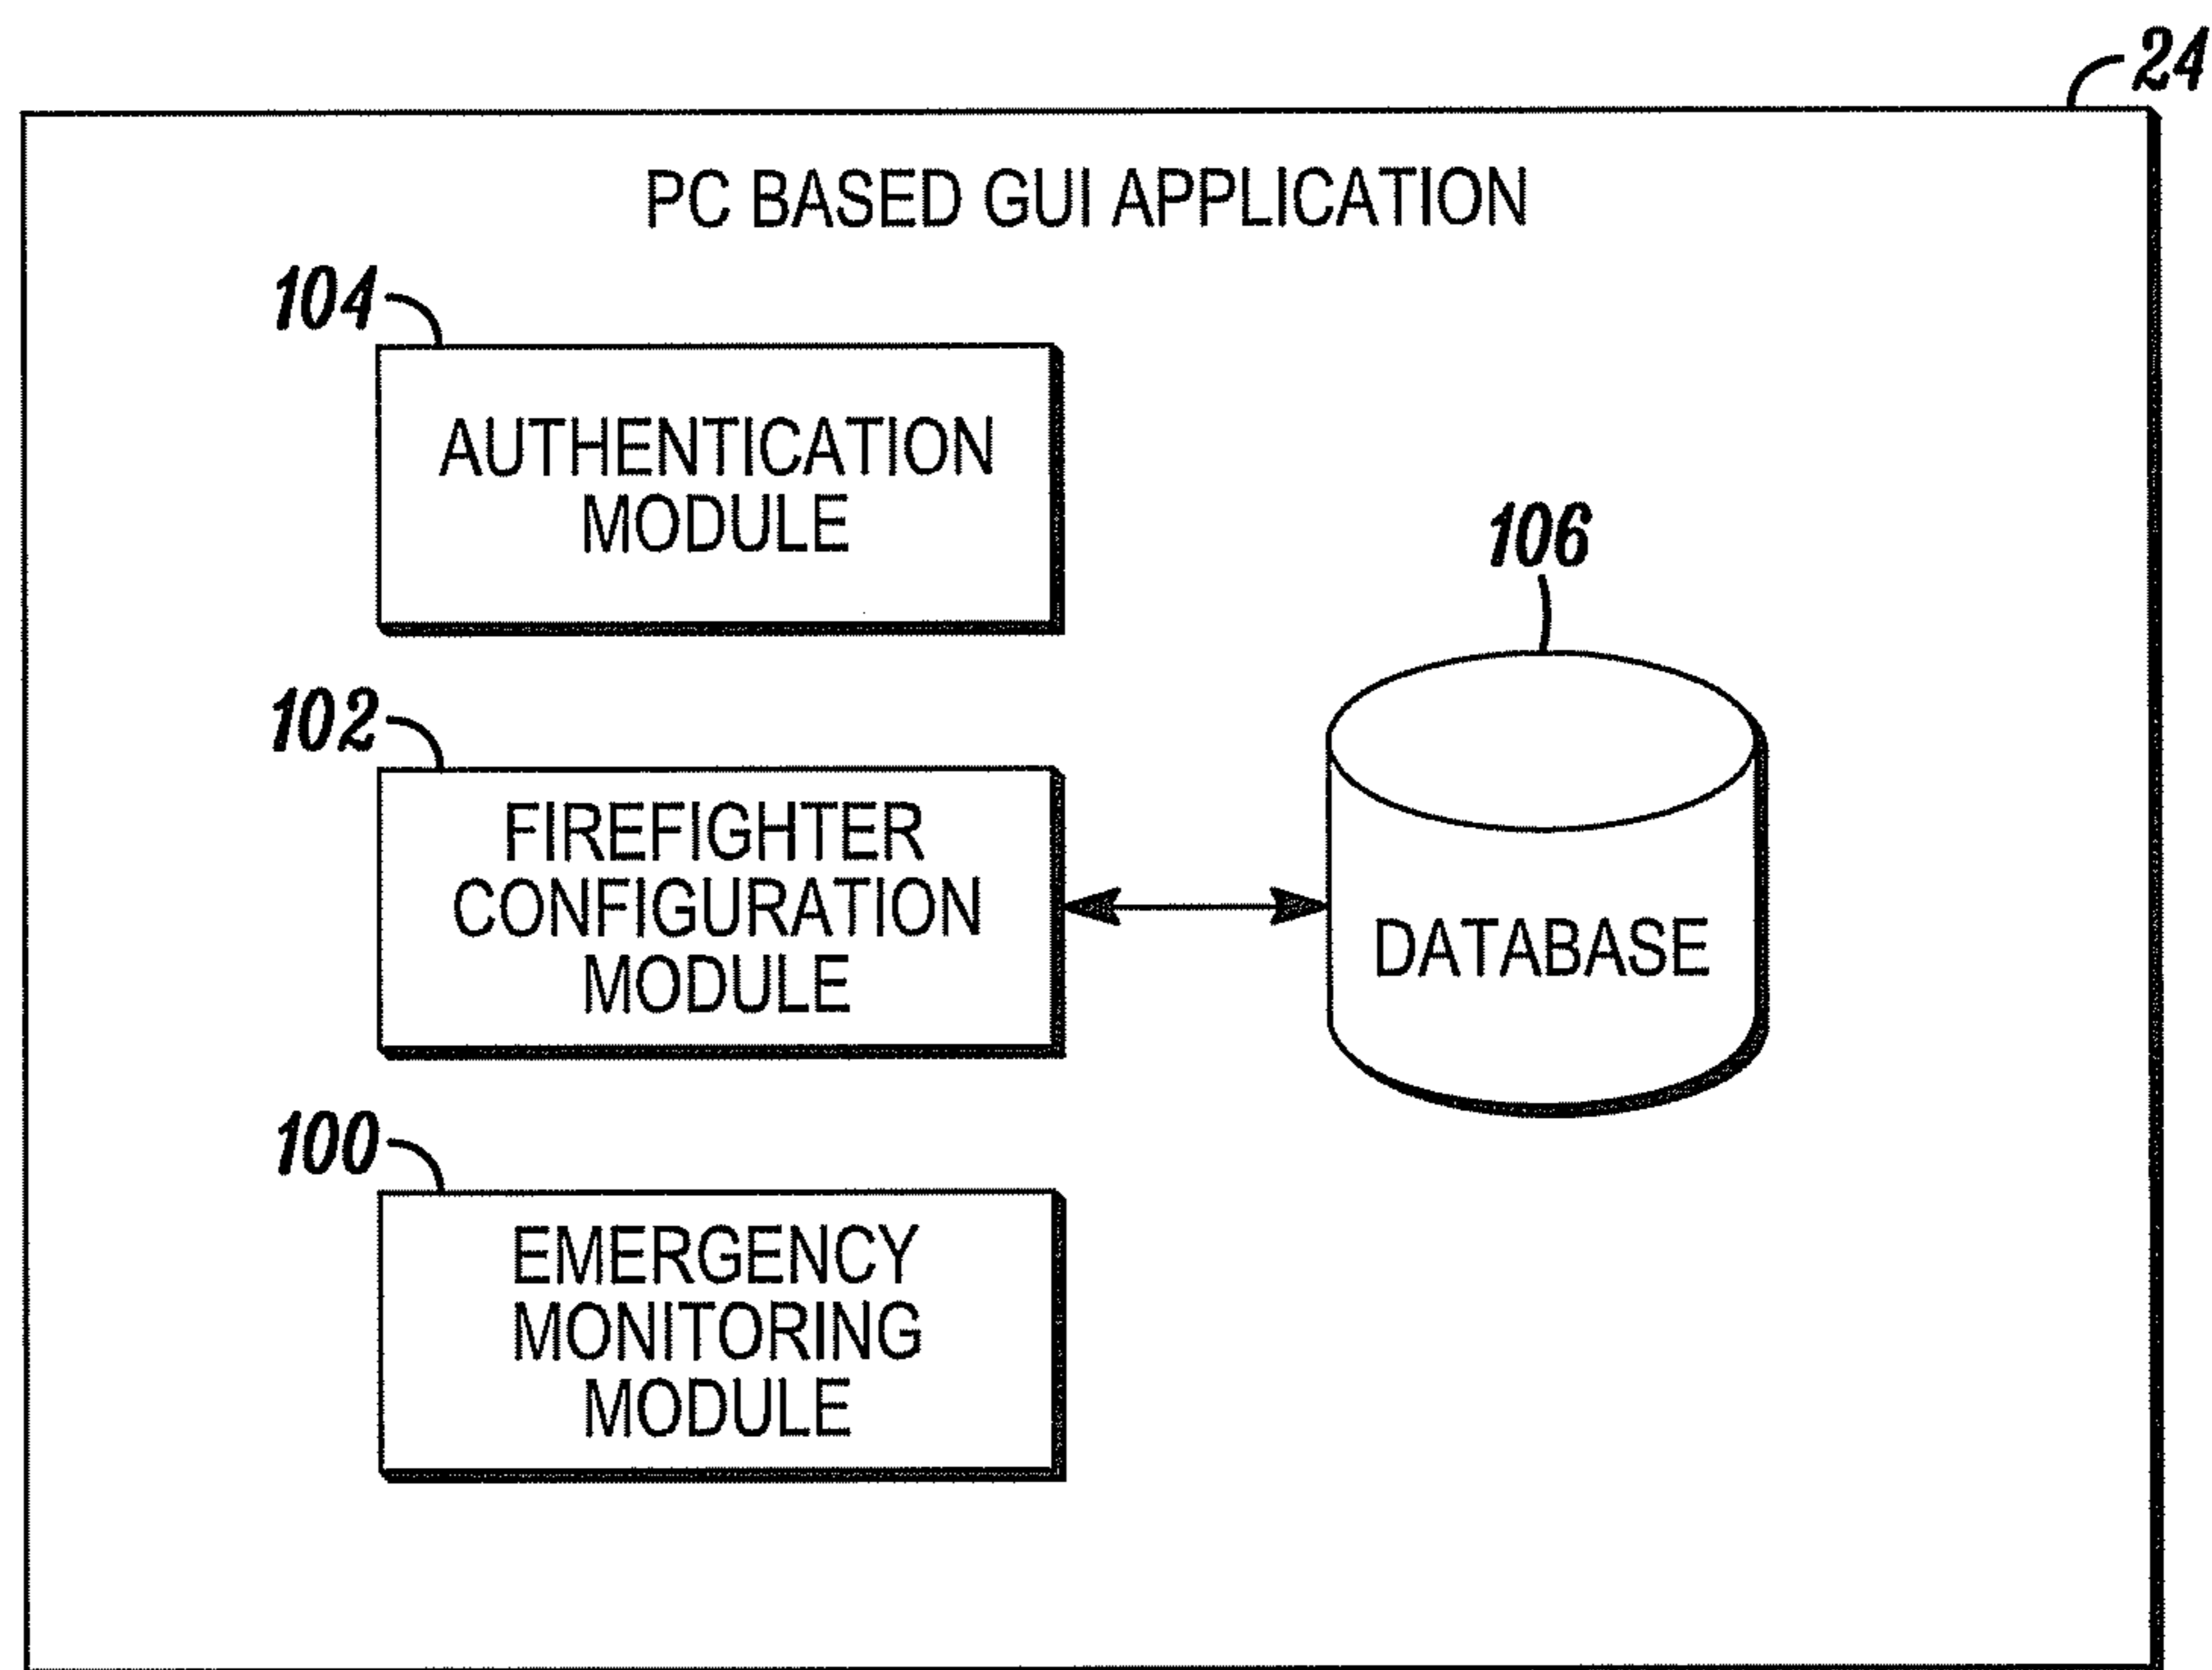 24
PC BASED GUI APPLICATION
104
AUTHENTICATION
MODULE
106
102
FIREFIGHTER
CONFIGURATION
MODULE
DATABASE
100
EMERGENCY
MONITORING
MODULE